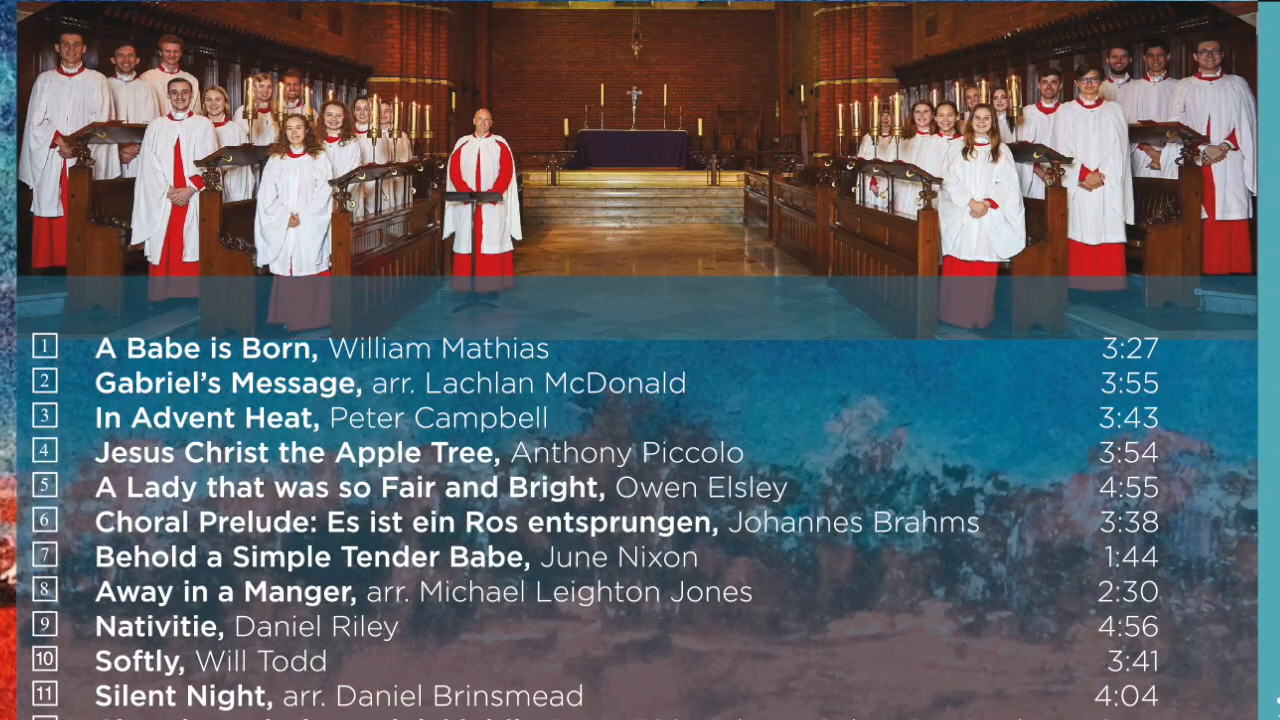 1 A Babe is Born, William Mathias 3:27
2 Gabriel’s Message, arr. Lachlan McDonald 3:55
3 In Advent Heat, Peter Campbell 3:43
4 Jesus Christ the Apple Tree, Anthony Piccolo 3:54
5 A Lady that was so Fair and Bright, Owen Elsley 4:55
6 Choral Prelude: Es ist ein Ros entsprungen, Johannes Brahms 3:38
7 Behold a Simple Tender Babe, June Nixon 1:44
8 Away in a Manger, arr. Michael Leighton Jones 2:30
9 Nativitie, Daniel Riley 4:56
10 Softly, Will Todd 3:41
11 Silent Night, arr. Daniel Brinsmead 4:04